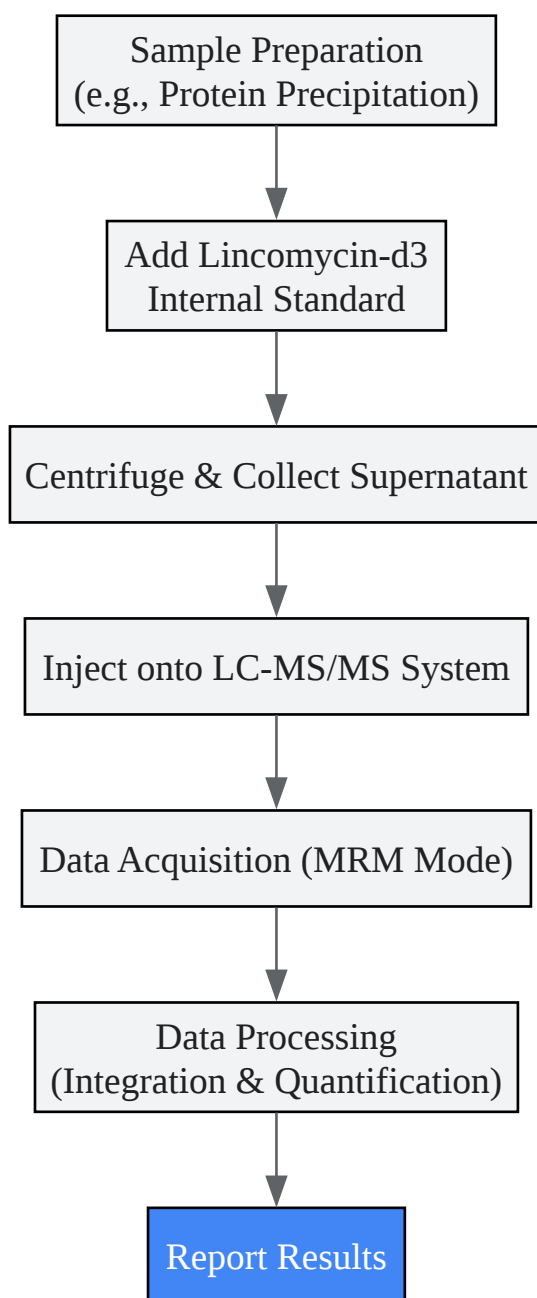 Sample Preparation
(e.g., Protein Precipitation)
Add Lincomycin-d3
Internal Standard
Centrifuge & Collect Supernatant
Inject onto LC-MS/MS System
Data Acquisition (MRM Mode)
Data Processing
(Integration & Quantification)
Report Results